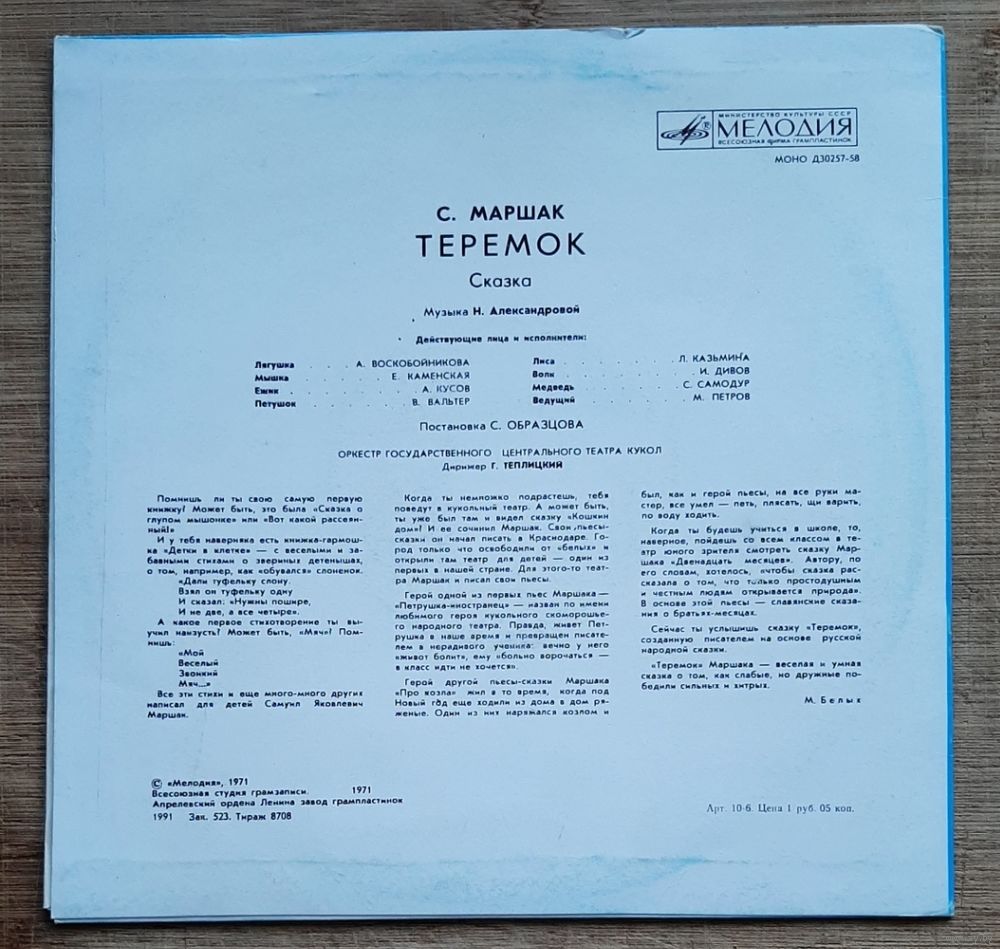 МИНИСТЕРСТВО КУЛЬТУРЫ СССР
МЕЛОДИЯ
ВСЕСОЮЗНАЯ ФИРМА ГРАМПЛАСТИНОК
МОНО Д30257-58
С. МАРШАК
ТЕРЕМОК
Сказка
Музыка Н. Александровой
Действующие лица и исполнители:
Лягушка . . . . А. ВОСКОБОЙНИКОВА
Мышка . . . . Е. КАМЕНСКАЯ
Ежик . . . . А. КУСОВ
Петушок . . . . В. ВАЛЬТЕР
Лиса . . . . Л. КАЗЬМИНА
Волк . . . . И. ДИВОВ
Медведь . . . . С. САМОДУР
Ведущий . . . . М. ПЕТРОВ
Постановка С. ОБРАЗЦОВА
ОРКЕСТР ГОСУДАРСТВЕННОГО ЦЕНТРАЛЬНОГО ТЕАТРА КУКОЛ
Дирижер Г. ТЕПЛИЦКИЙ
Помнишь ли ты свою самую первую
книжку? Может быть, это была «Сказка о
глупом мышонке» или «Вот какой рассеян-
ный!»
И у тебя наверняка есть книжка-гармош-
ка «Детки в клетке» — с веселыми и за-
бавными стихами о звериных детенышах,
о том, например, как «обувался» слоненок.
«Дали туфельку слону.
Взял он туфельку одну
И сказал: «Нужны пошире,
И не две, а все четыре».
А какое первое стихотворение ты вы-
учил наизусть? Может быть, «Мяч»? Пом-
нишь:
«Мой
Веселый
Звонкий
Мяч...»
Все эти стихи и еще много-много других
написал для детей Самуил Яковлевич
Маршак.
Когда ты немножко подрастешь, тебя
поведут в кукольный театр. А может быть,
ты уже был там и видел сказку «Кошкин
дом»? И ее сочинил Маршак. Свои пьесы-
сказки он начал писать в Краснодаре. Го-
род только что освободили от «белых» и
открыли там театр для детей — один из
первых в нашей стране. Для этого-то теат-
ра Маршак и писал свои пьесы.
Герой одной из первых пьес Маршака —
«Петрушка-иностранец» — назван по имени
любимого героя кукольного скоморошье-
го народного театра. Правда, живет Пет-
рушка в наше время и превращен писате-
лем в нерадивого ученика: вечно у него
«живот болит», ему «больно ворочаться —
в класс идти не хочется».
Герой другой пьесы-сказки Маршака
«Про козла» жил в то время, когда под
Новый год еще ходили из дома в дом ря-
женые. Один из них наряжался козлом и
был, как и герой пьесы, на все руки ма-
стер, все умел — петь, плясать, щи варить,
по воду ходить.
Когда ты будешь учиться в школе, то,
наверное, пойдешь со всем классом в те-
атр юного зрителя смотреть сказку Мар-
шака «Двенадцать месяцев». Автору, по
его словам, хотелось, «чтобы сказка рас-
сказала о том, что только простодушным
и честным людям открывается природа».
В основе этой пьесы — славянские сказа-
ния о братьях-месяцах.
Сейчас ты услышишь сказку «Теремок»,
созданную писателем на основе русской
народной сказки.
«Теремок» Маршака — веселая и умная
сказка о том, как слабые, но дружные по-
бедили сильных и хитрых.
М. Белых
© «Мелодия», 1971
Всесоюзная студия грамзаписи. 1971
Апрелевский ордена Ленина завод грампластинок
1991 Зак. 523. Тираж 8708
Арт. 10-6. Цена 1 руб. 05 коп.